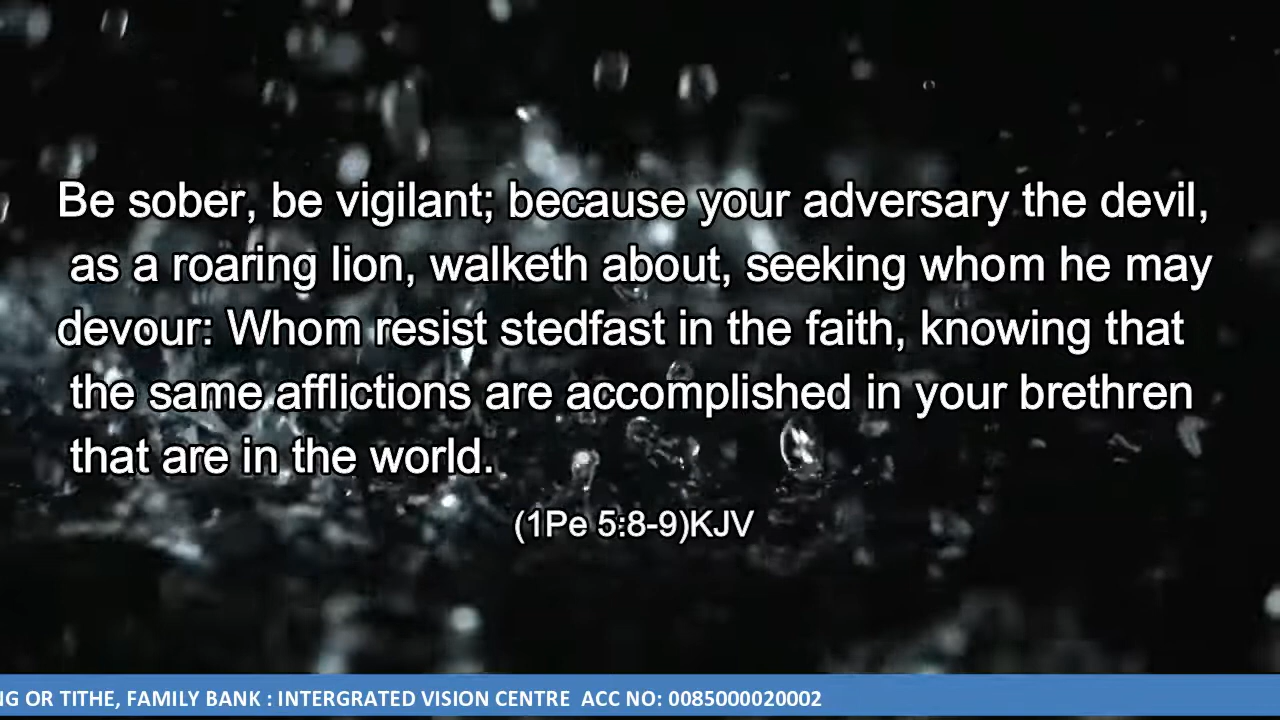 Be sober, be vigilant; because your adversary the devil,
as a roaring lion, walketh about, seeking whom he may
devour: Whom resist stedfast in the faith, knowing that
the same afflictions are accomplished in your brethren
that are in the world.
(1Pe 5:8-9)KJV
NG OR TITHE, FAMILY BANK : INTERGRATED VISION CENTRE ACC NO: 0085000020002